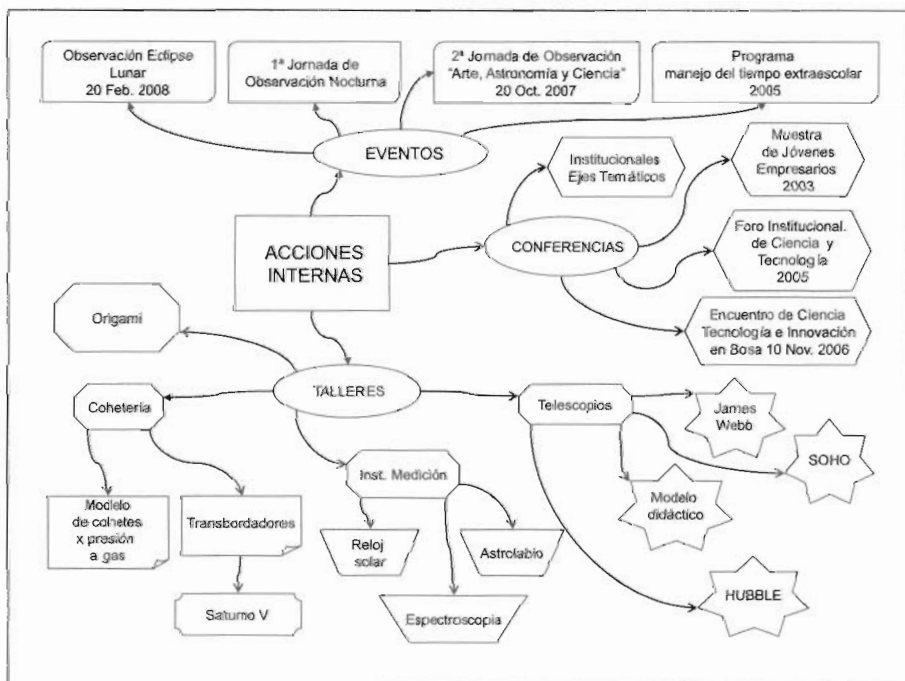 Observación Eclipse
Lunar
20 Feb. 2008
1ª Jornada de
Observación Nocturna
2ª Jornada de Observación
"Arte, Astronomía y Ciencia"
20 Oct. 2007
Programa
manejo del tiempo extraescolar
2005
EVENTOS
Institucionales
Ejes Temáticos
Muestra
de Jóvenes
Empresarios
2003
ACCIONES
INTERNAS
CONFERENCIAS
Foro Institucional.
de Ciencia y
Tecnología
2005
Encuentro de Ciencia
Tecnología e Innovación
en Bosa 10 Nov. 2006
Origami
TALLERES
Cohetería
Telescopios
James
Webb
SOHO
Inst. Medición
Modelo
didáctico
Modelo
de cohetes
x presión
a gas
Transbordadores
Reloj
solar
Astrolabio
HUBBLE
Saturno V
Espectroscopia